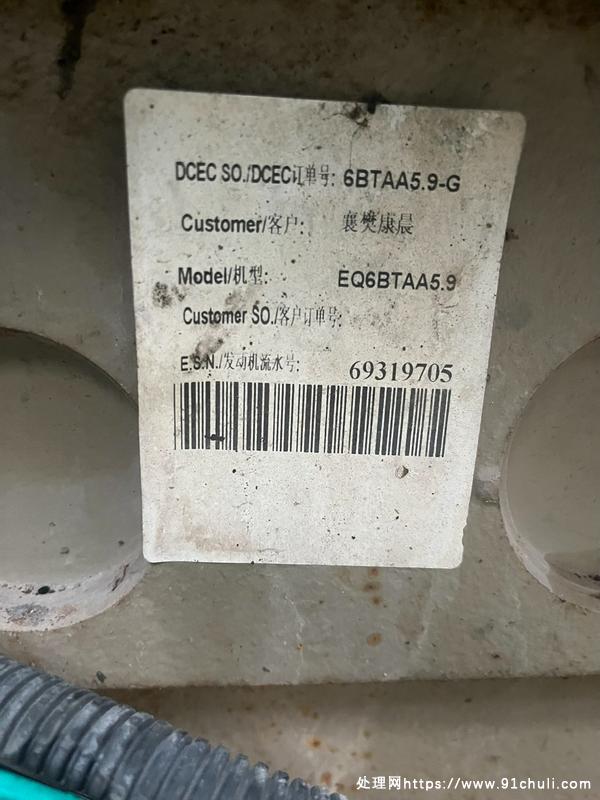 DCEC SO./DCEC订单号: 6BTAA5.9-G
Customer/客户: 襄樊康晨
Model/机型: EQ6BTAA5.9
Customer SO./客户订单号:
E.S.N./发动机流水号: 69319705
处理网https://www.91chuli.com